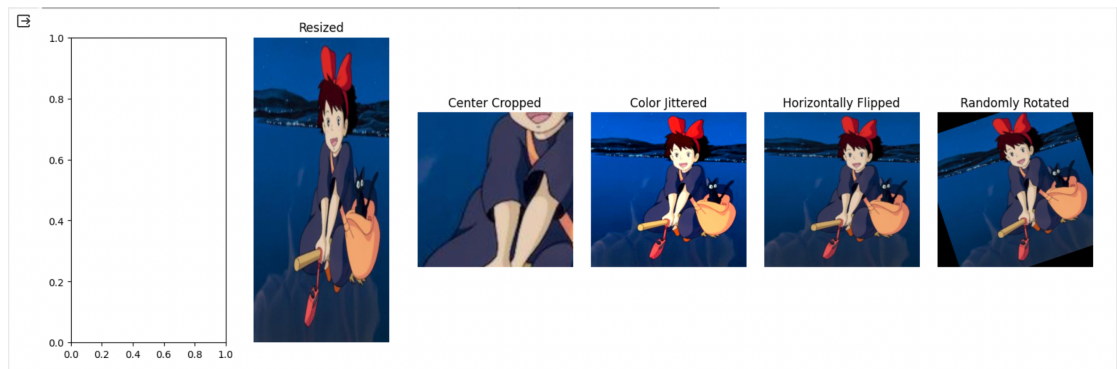 Resized
1.0
0.8
0.6
0.4
0.2
0.0
0.0 0.2 0.4 0.6 0.8 1.0
Center Cropped
Color Jittered
Horizontally Flipped
Randomly Rotated